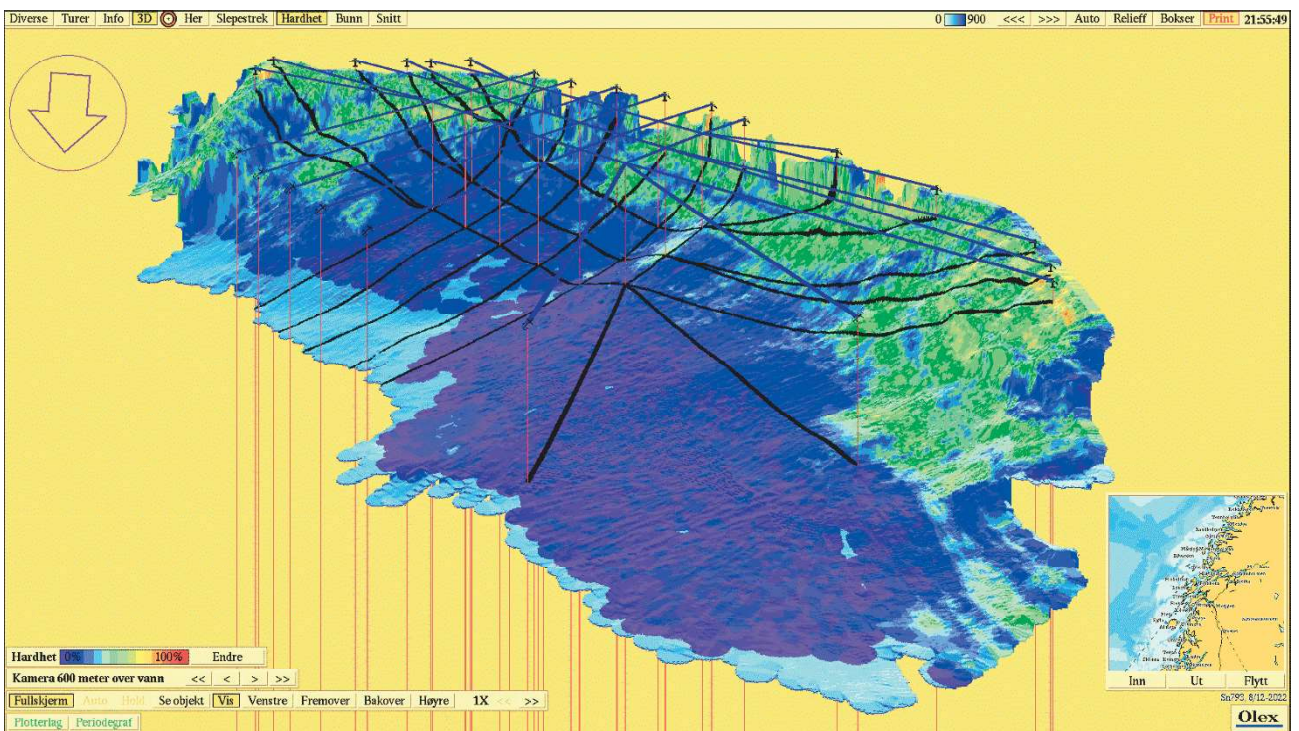 Diverse Turer Info 3D Her Slepestrek Hardhet Bunn Snitt 0 900 <<< >>> Auto Relieff Bokser Print 21:55:49
Hardhet 0% 100% Endre
Kamera 600 meter over vann << < > >>
Fullskjerm Auto Hold Se objekt Vis Venstre Fremover Bakover Høyre 1X << >>
Plotterlag Periodegraf
Inn Ut Flytt
Sn793 8/12-2022
Olex